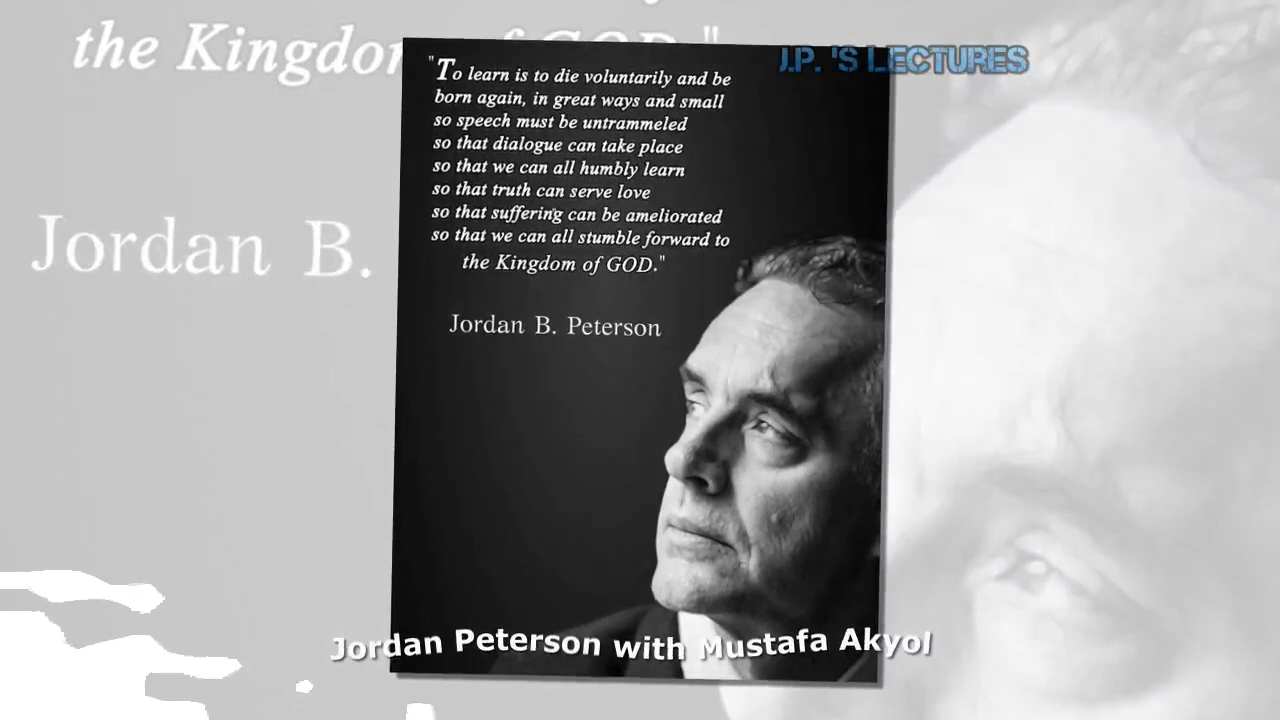 the Kingdom of GOD."
J.P. 'S LECTURES
"To learn is to die voluntarily and be
born again, in great ways and small
so speech must be untrammeled
so that dialogue can take place
so that we can all humbly learn
so that truth can serve love
so that suffering can be ameliorated
so that we can all stumble forward to
the Kingdom of GOD."
Jordan B.
Jordan B. Peterson
Jordan Peterson with Mustafa Akyol